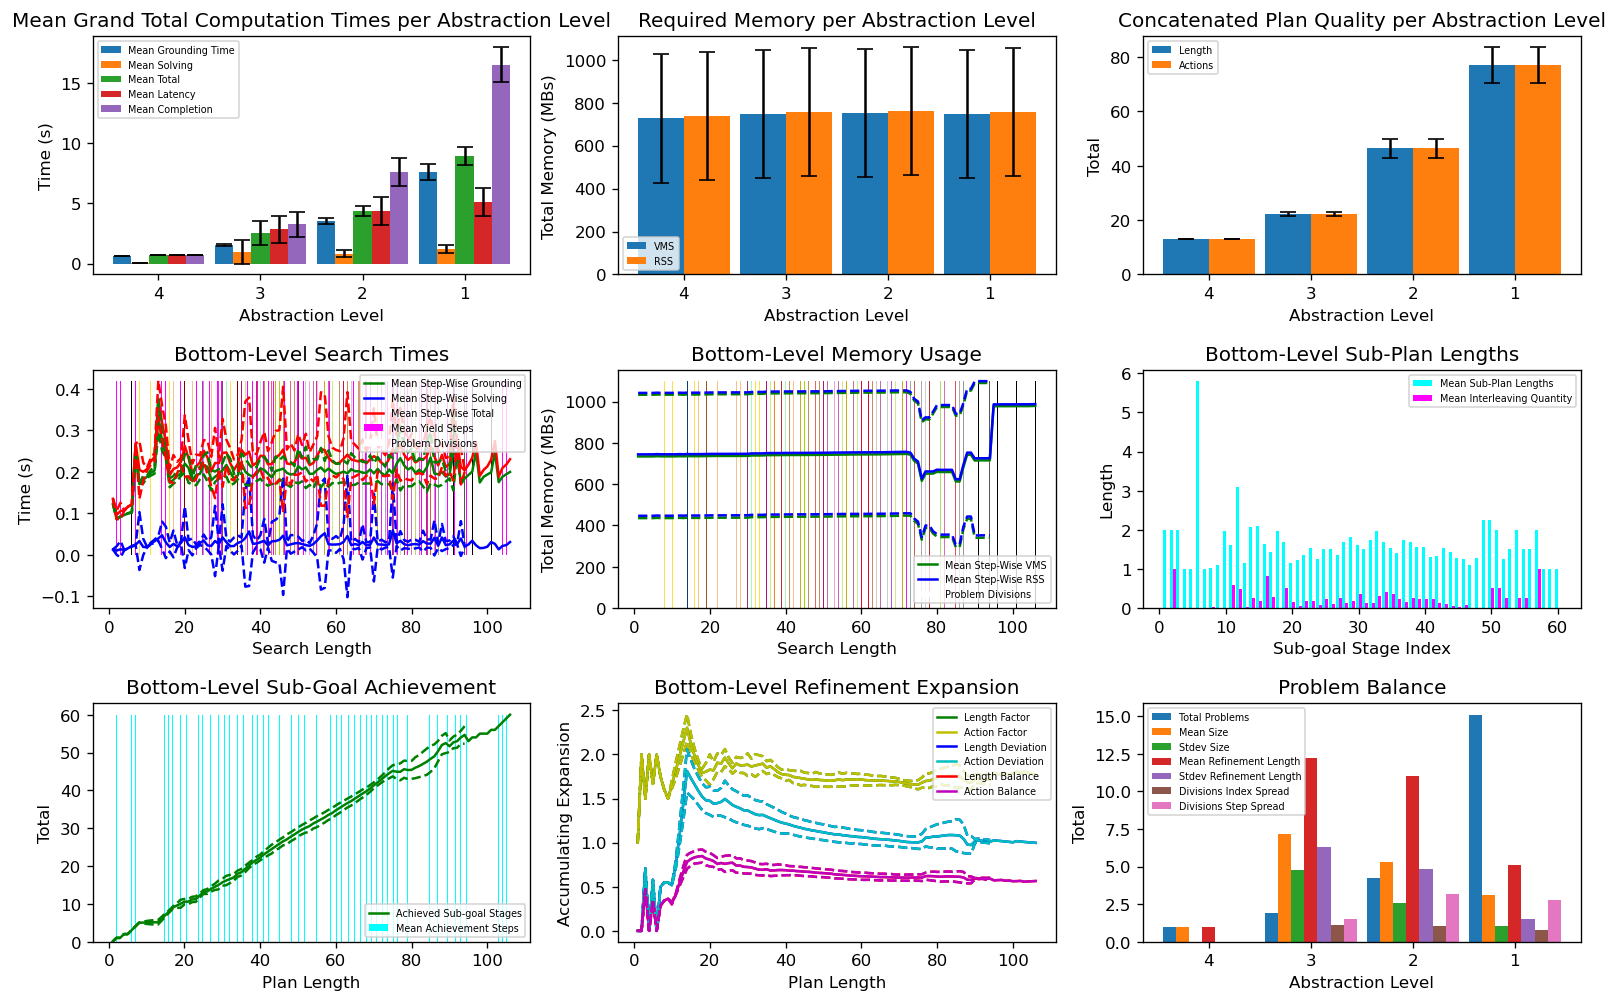 Mean Grand Total Computation Times per Abstraction Level
Time (s)
15
10
5
0
Mean Grounding Time
Mean Solving
Mean Total
Mean Latency
Mean Completion
4 3 2 1
Abstraction Level
Required Memory per Abstraction Level
Total Memory (MBs)
1000
800
600
400
200
0
VMS
RSS
4 3 2 1
Abstraction Level
Concatenated Plan Quality per Abstraction Level
Total
80
60
40
20
0
Length
Actions
4 3 2 1
Abstraction Level
Bottom-Level Search Times
Time (s)
0.4
0.3
0.2
0.1
0.0
−0.1
Mean Step-Wise Grounding
Mean Step-Wise Solving
Mean Step-Wise Total
Mean Yield Steps
Problem Divisions
0 20 40 60 80 100
Search Length
Bottom-Level Memory Usage
Total Memory (MBs)
1000
800
600
400
200
0
Mean Step-Wise VMS
Mean Step-Wise RSS
Problem Divisions
0 20 40 60 80 100
Search Length
Bottom-Level Sub-Plan Lengths
Length
6
5
4
3
2
1
0
Mean Sub-Plan Lengths
Mean Interleaving Quantity
0 10 20 30 40 50 60
Sub-goal Stage Index
Bottom-Level Sub-Goal Achievement
Total
60
50
40
30
20
10
0
Achieved Sub-goal Stages
Mean Achievement Steps
0 20 40 60 80 100
Plan Length
Bottom-Level Refinement Expansion
Accumulating Expansion
2.5
2.0
1.5
1.0
0.5
0.0
Length Factor
Action Factor
Length Deviation
Action Deviation
Length Balance
Action Balance
0 20 40 60 80 100
Plan Length
Problem Balance
Total
15.0
12.5
10.0
7.5
5.0
2.5
0.0
Total Problems
Mean Size
Stdev Size
Mean Refinement Length
Stdev Refinement Length
Divisions Index Spread
Divisions Step Spread
4 3 2 1
Abstraction Level